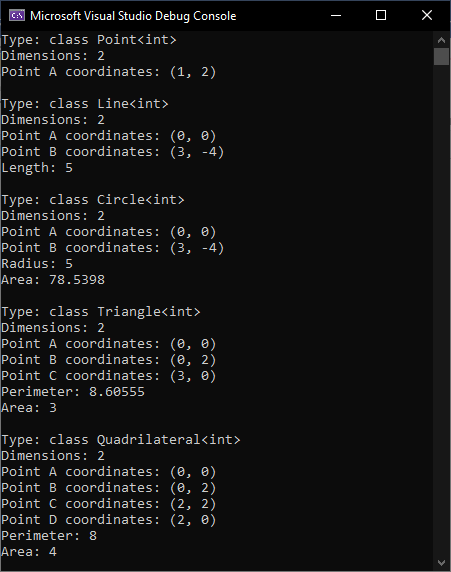 Microsoft Visual Studio Debug Console
Type: class Point<int>
Dimensions: 2
Point A coordinates: (1, 2)
Type: class Line<int>
Dimensions: 2
Point A coordinates: (0, 0)
Point B coordinates: (3, -4)
Length: 5
Type: class Circle<int>
Dimensions: 2
Point A coordinates: (0, 0)
Point B coordinates: (3, -4)
Radius: 5
Area: 78.5398
Type: class Triangle<int>
Dimensions: 2
Point A coordinates: (0, 0)
Point B coordinates: (0, 2)
Point C coordinates: (3, 0)
Perimeter: 8.60555
Area: 3
Type: class Quadrilateral<int>
Dimensions: 2
Point A coordinates: (0, 0)
Point B coordinates: (0, 2)
Point C coordinates: (2, 2)
Point D coordinates: (2, 0)
Perimeter: 8
Area: 4